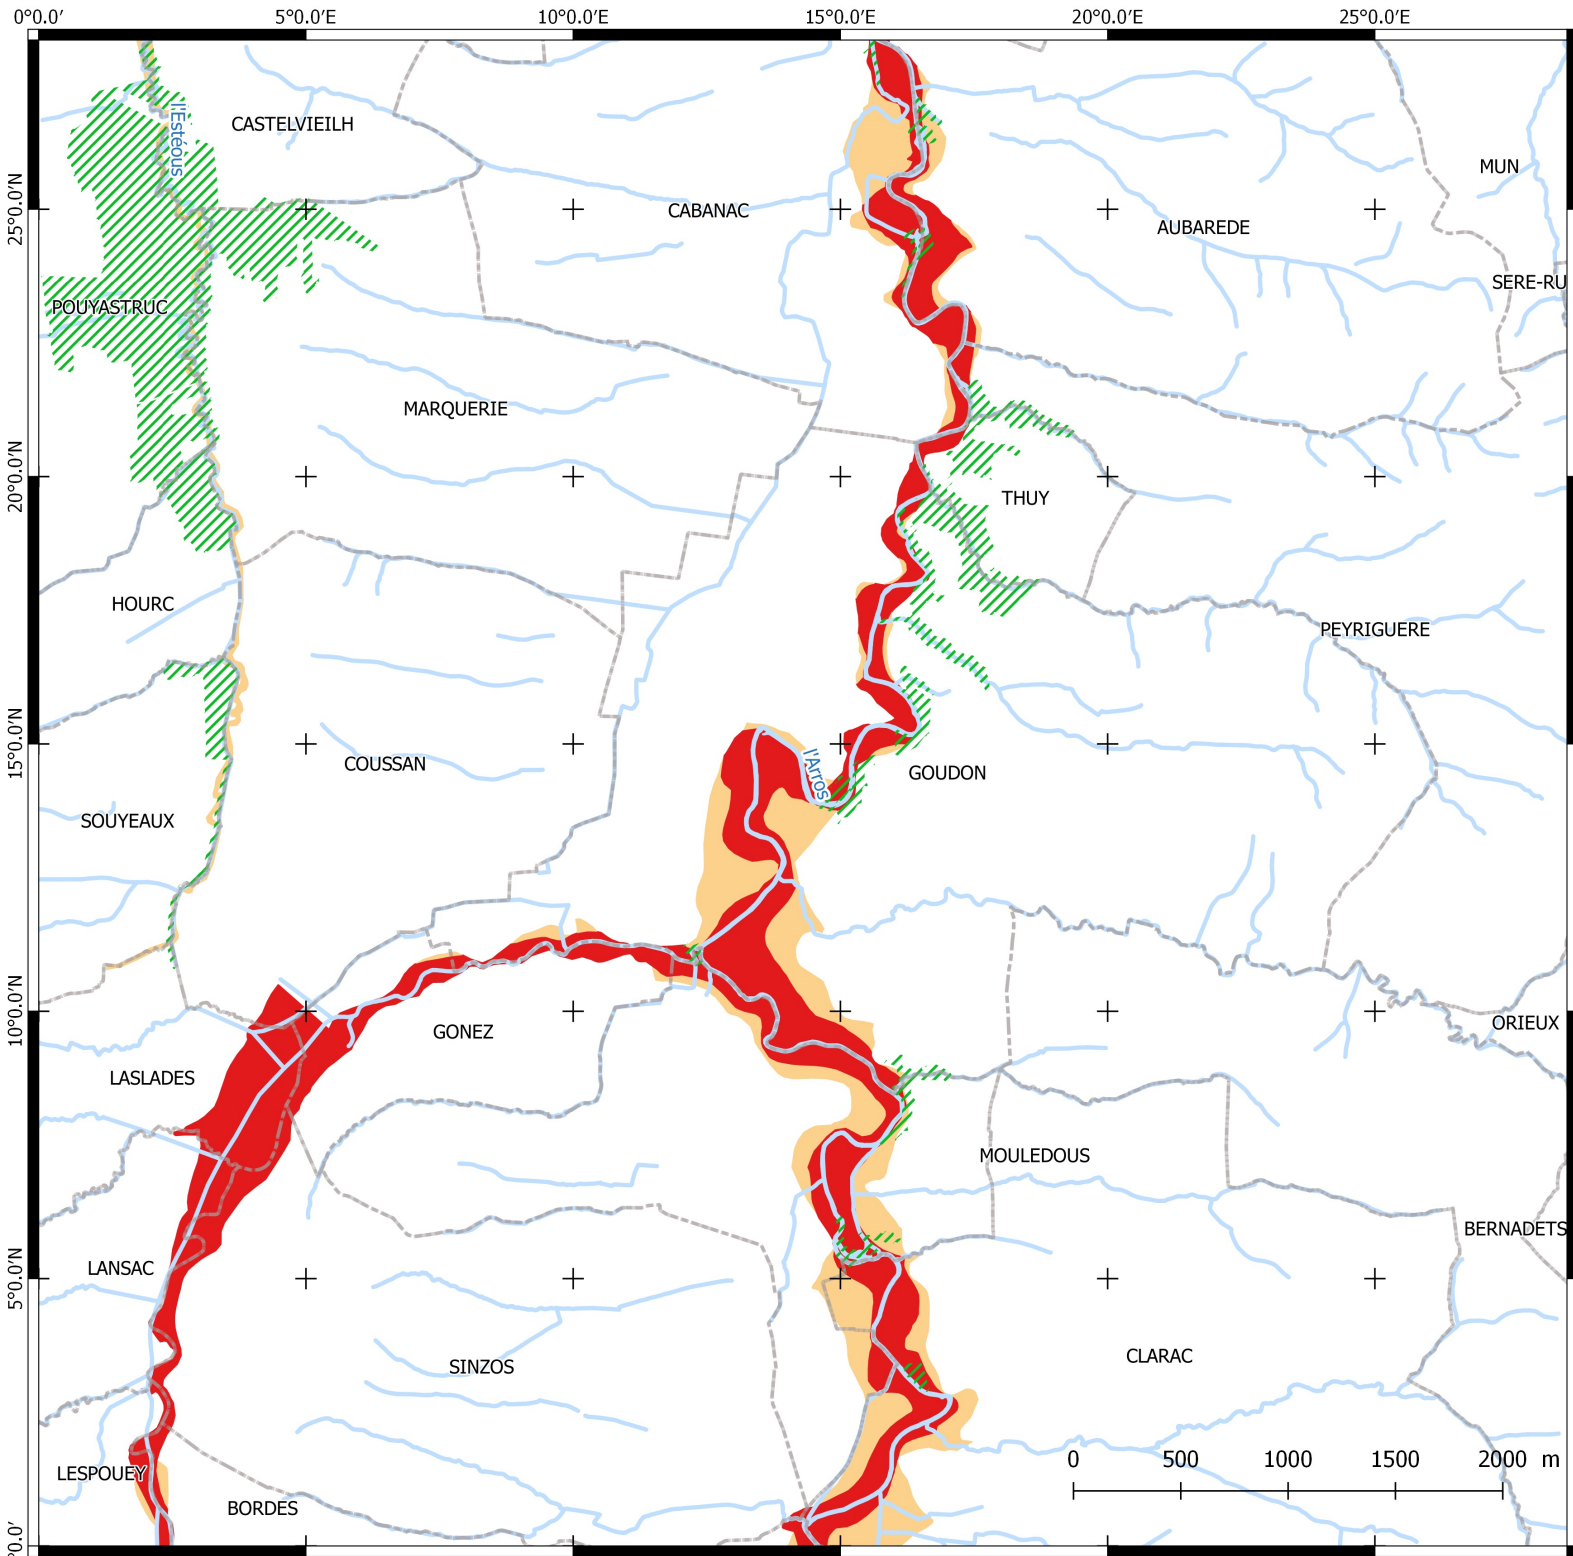 0°0.0′ 5°0.0′E 10°0.0′E 15°0.0′E 20°0.0′E 25°0.0′E
l'Estéous
CASTELVIEILH
MUN
25°0.0′N
CABANAC
AUBAREDE
SERE-RU
POUYASTRUC
MARQUERIE
20°0.0′N
THUY
HOURC
PEYRIGUERE
15°0.0′N
COUSSAN
l'Arros
GOUDON
SOUYEAUX
10°0.0′N
GONEZ
ORIEUX
LASLADES
MOULEDOUS
BERNADETS
5°0.0′N
LANSAC
SINZOS
CLARAC
0 500 1000 1500 2000 m
LESPOUEY
BORDES
0°0.0′